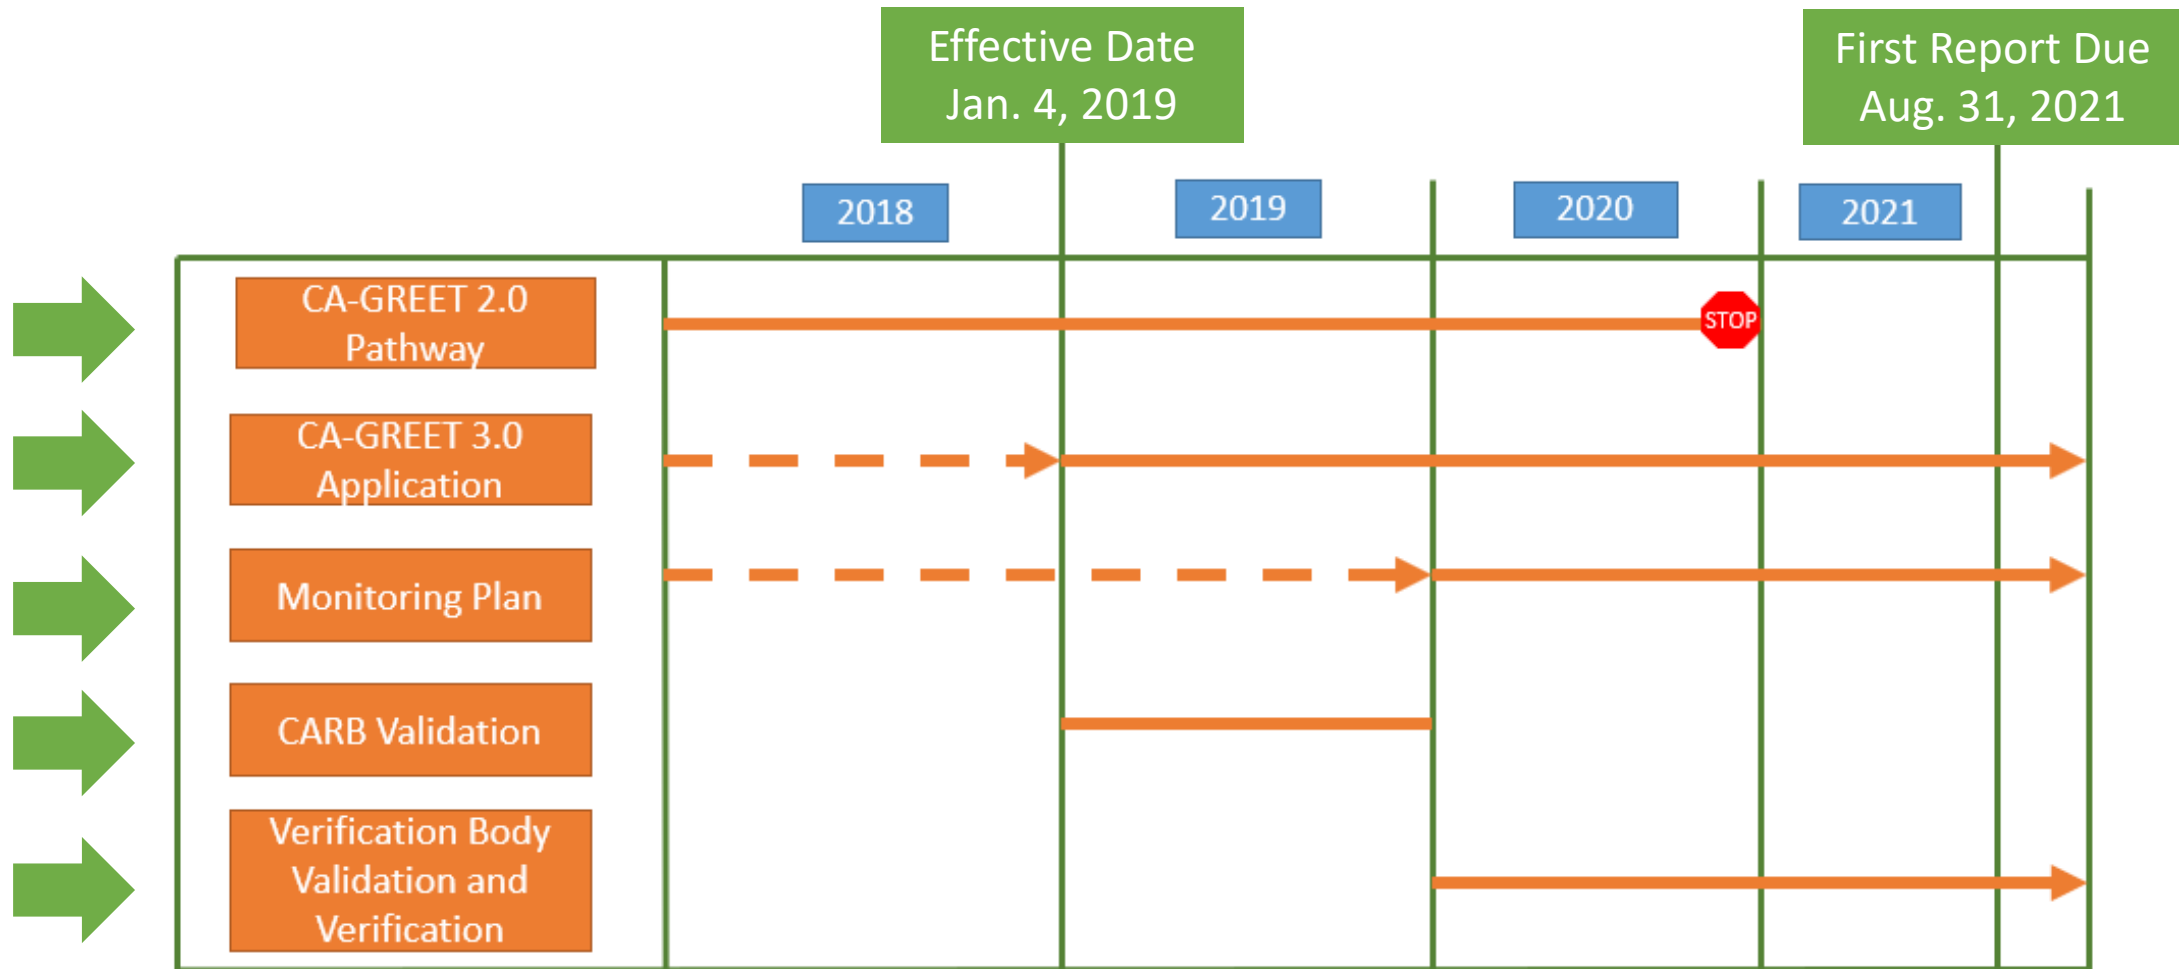 Effective Date
Jan. 4, 2019
First Report Due
Aug. 31, 2021
2018
2019
2020
2021
CA-GREET 2.0
Pathway
STOP
CA-GREET 3.0
Application
Monitoring Plan
CARB Validation
Verification Body
Validation and
Verification